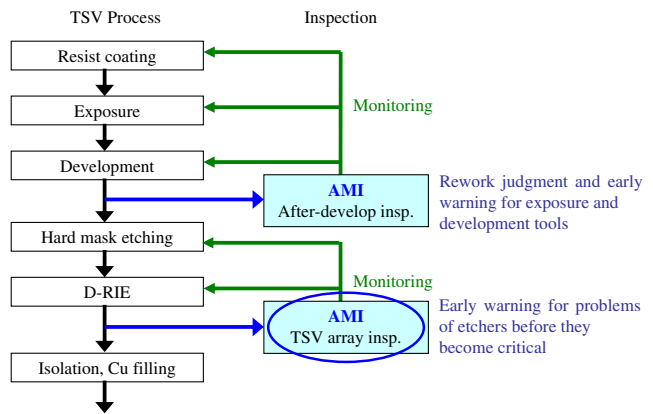 TSV Process
Inspection
Resist coating
Exposure
Monitoring
Development
AMI
After-develop insp.
Rework judgment and early
warning for exposure and
development tools
Hard mask etching
D-RIE
Monitoring
AMI
TSV array insp.
Early warning for problems
of etchers before they
become critical
Isolation, Cu filling